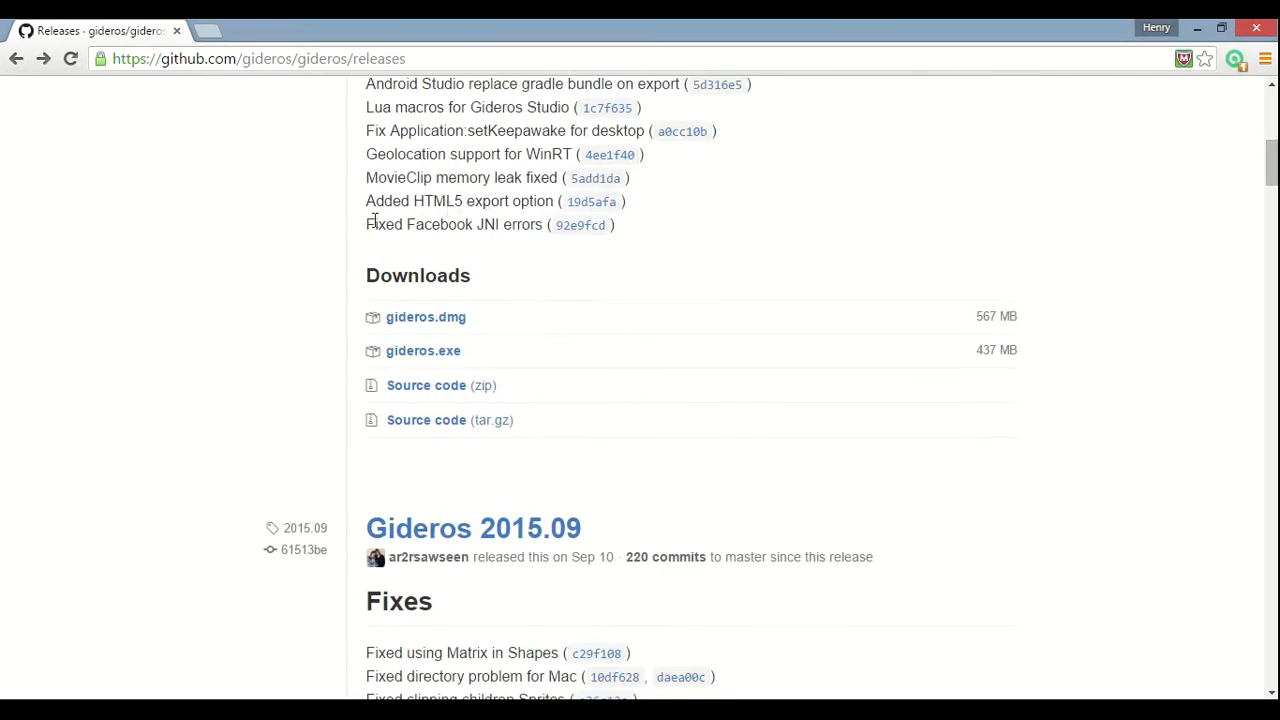 Releases · gideros/gideros
Henry
https://github.com/gideros/gideros/releases
Android Studio replace gradle bundle on export ( 5d316e5 )
Lua macros for Gideros Studio ( 1c7f635 )
Fix Application:setKeepawake for desktop ( a0cc10b )
Geolocation support for WinRT ( 4ee1f40 )
MovieClip memory leak fixed ( 5add1da )
Added HTML5 export option ( 19d5afa )
Fixed Facebook JNI errors ( 92e9fcd )
Downloads
gideros.dmg 567 MB
gideros.exe 437 MB
Source code (zip)
Source code (tar.gz)
2015.09
61513be
Gideros 2015.09
ar2rsawseen released this on Sep 10 · 220 commits to master since this release
Fixes
Fixed using Matrix in Shapes ( c29f108 )
Fixed directory problem for Mac ( 10df628 , daea00c )
Fixed clipping children Sprites (